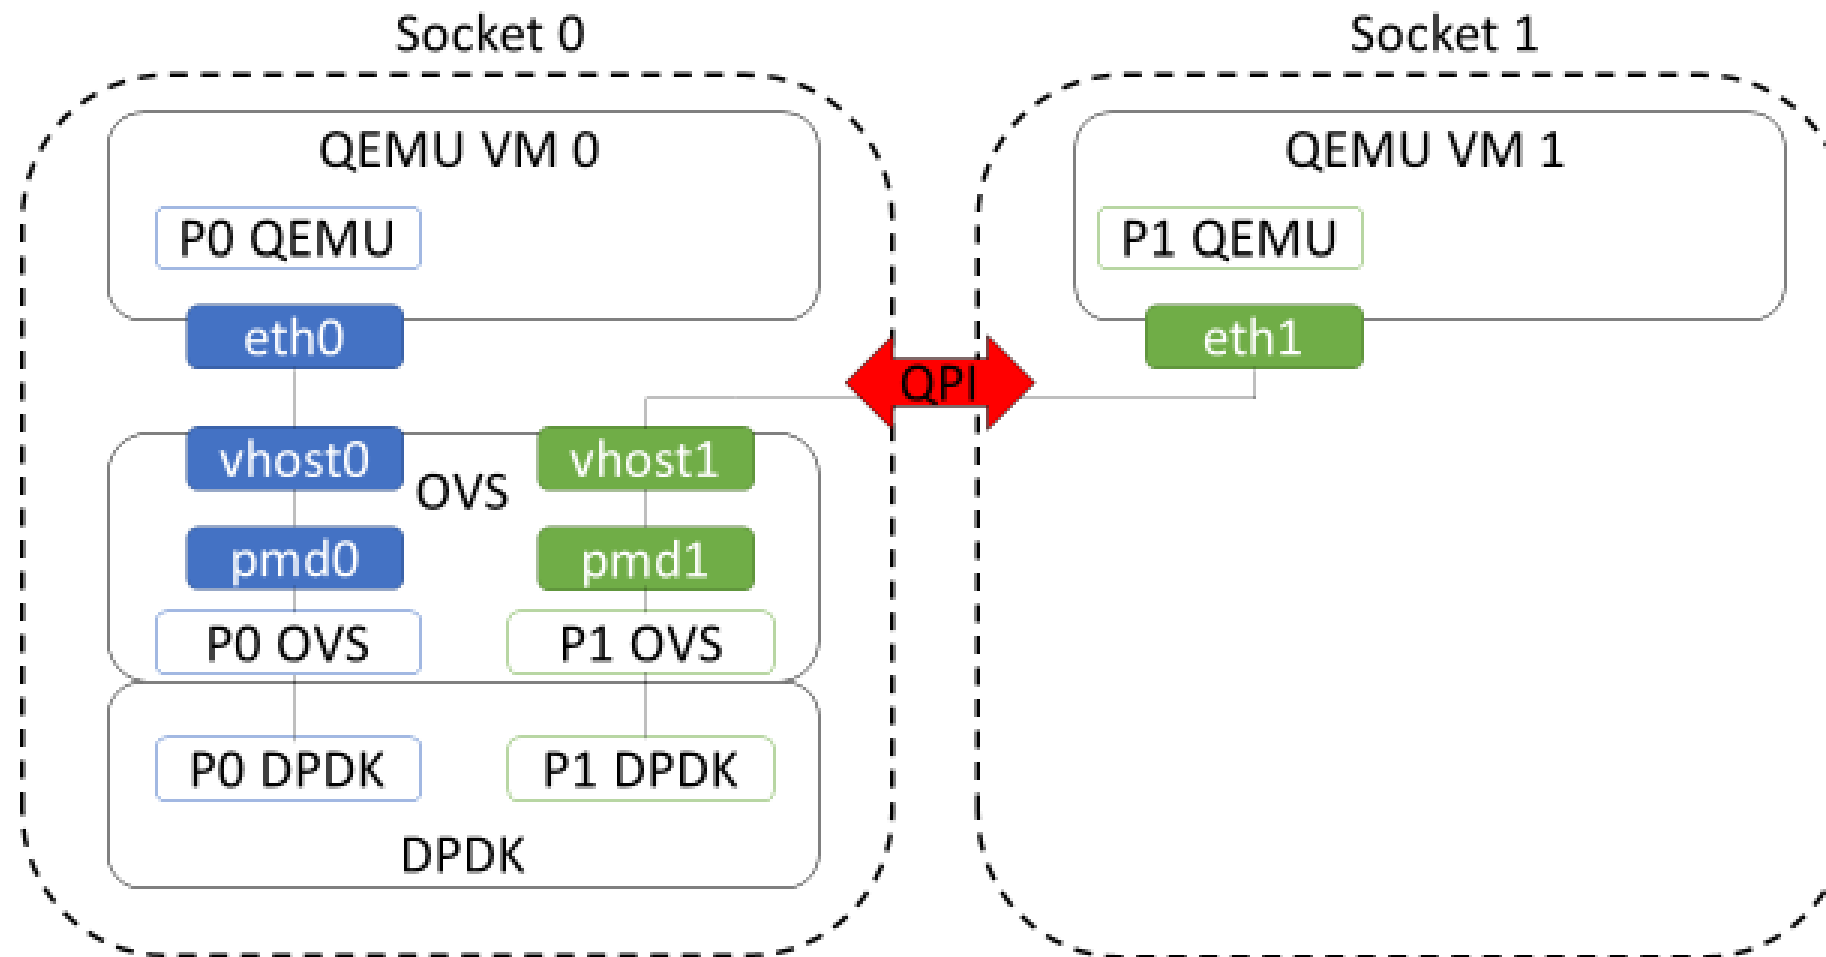 Socket 0
Socket 1
QEMU VM 0
QEMU VM 1
P0 QEMU
P1 QEMU
eth0
eth1
QPI
vhost0
OVS
vhost1
pmd0
pmd1
P0 OVS
P1 OVS
P0 DPDK
P1 DPDK
DPDK